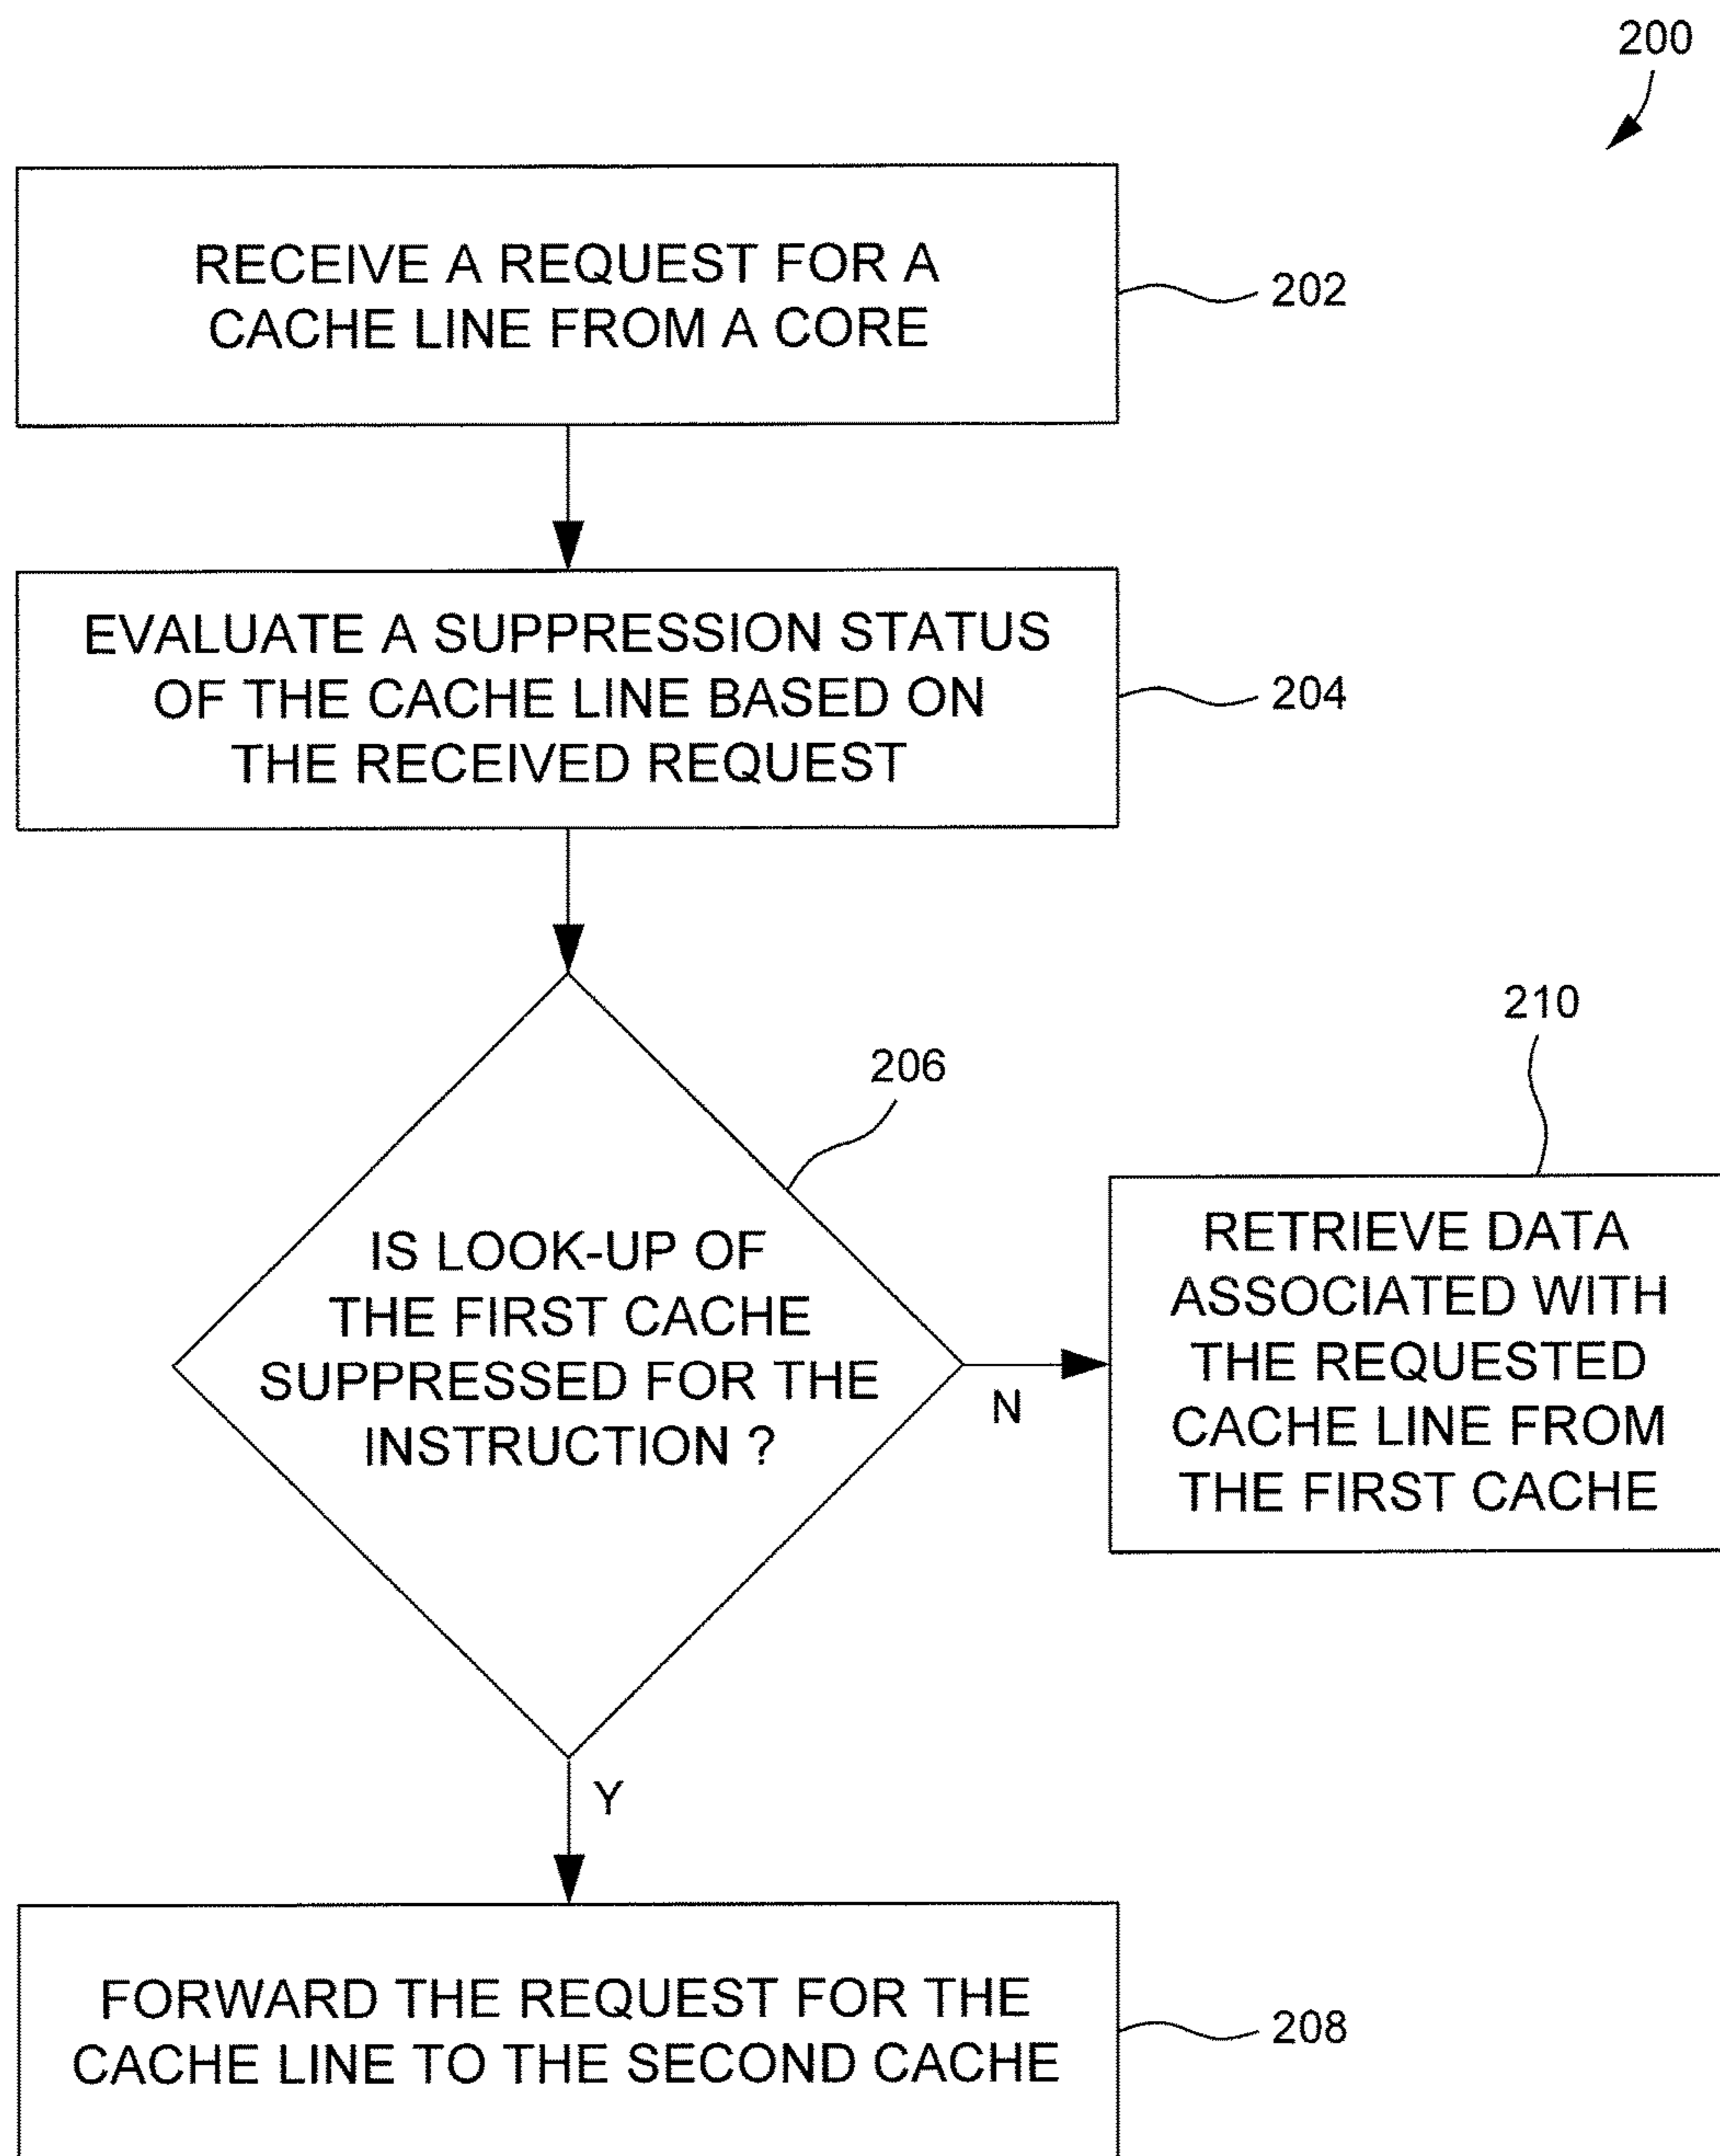 200
RECEIVE A REQUEST FOR A
CACHE LINE FROM A CORE
202
EVALUATE A SUPPRESSION STATUS
OF THE CACHE LINE BASED ON
THE RECEIVED REQUEST
204
206
IS LOOK-UP OF
THE FIRST CACHE
SUPPRESSED FOR THE
INSTRUCTION ?
N
210
RETRIEVE DATA
ASSOCIATED WITH
THE REQUESTED
CACHE LINE FROM
THE FIRST CACHE
Y
FORWARD THE REQUEST FOR THE
CACHE LINE TO THE SECOND CACHE
208